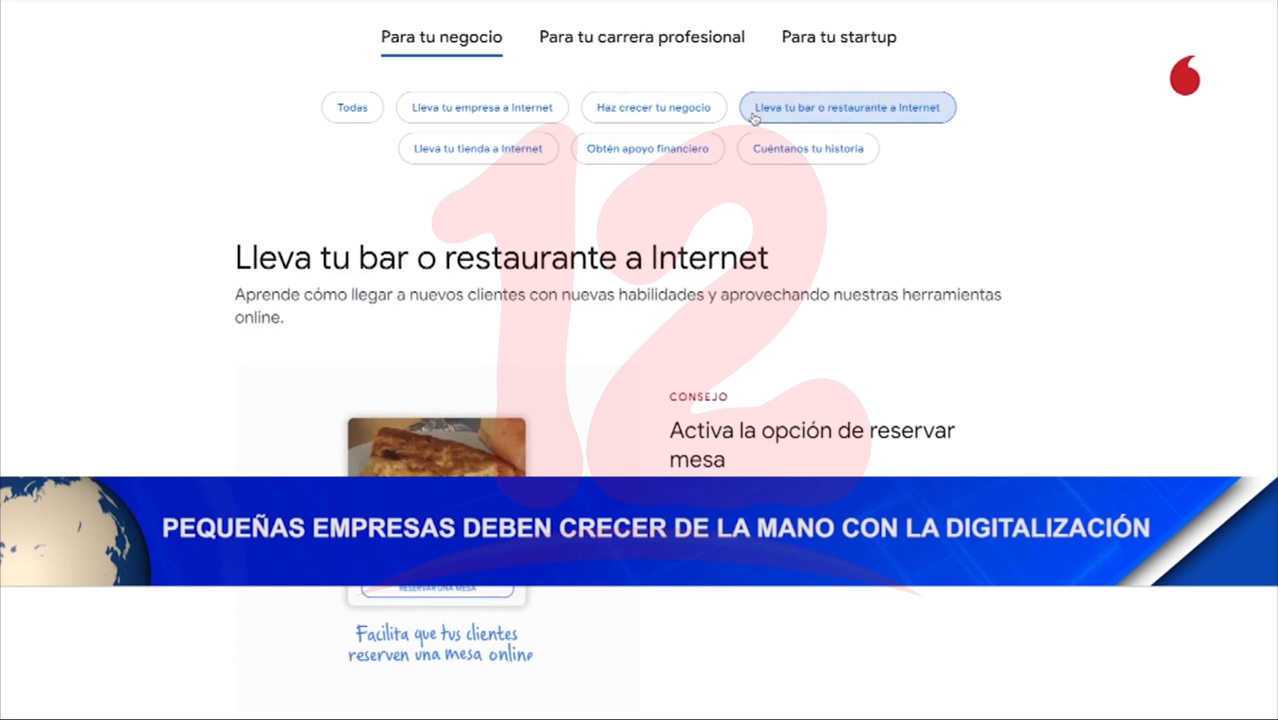 Para tu negocio Para tu carrera profesional Para tu startup
Todas Lleva tu empresa a Internet Haz crecer tu negocio Lleva tu bar o restaurante a Internet
Lleva tu tienda a Internet Obtén apoyo financiero Cuéntanos tu historia
12
Lleva tu bar o restaurante a Internet
Aprende cómo llegar a nuevos clientes con nuevas habilidades y aprovechando nuestras herramientas
online.
CONSEJO
Activa la opción de reservar
mesa
PEQUEÑAS EMPRESAS DEBEN CRECER DE LA MANO CON LA DIGITALIZACIÓN
RESERVAR UNA MESA
Facilita que tus clientes
reserven una mesa online